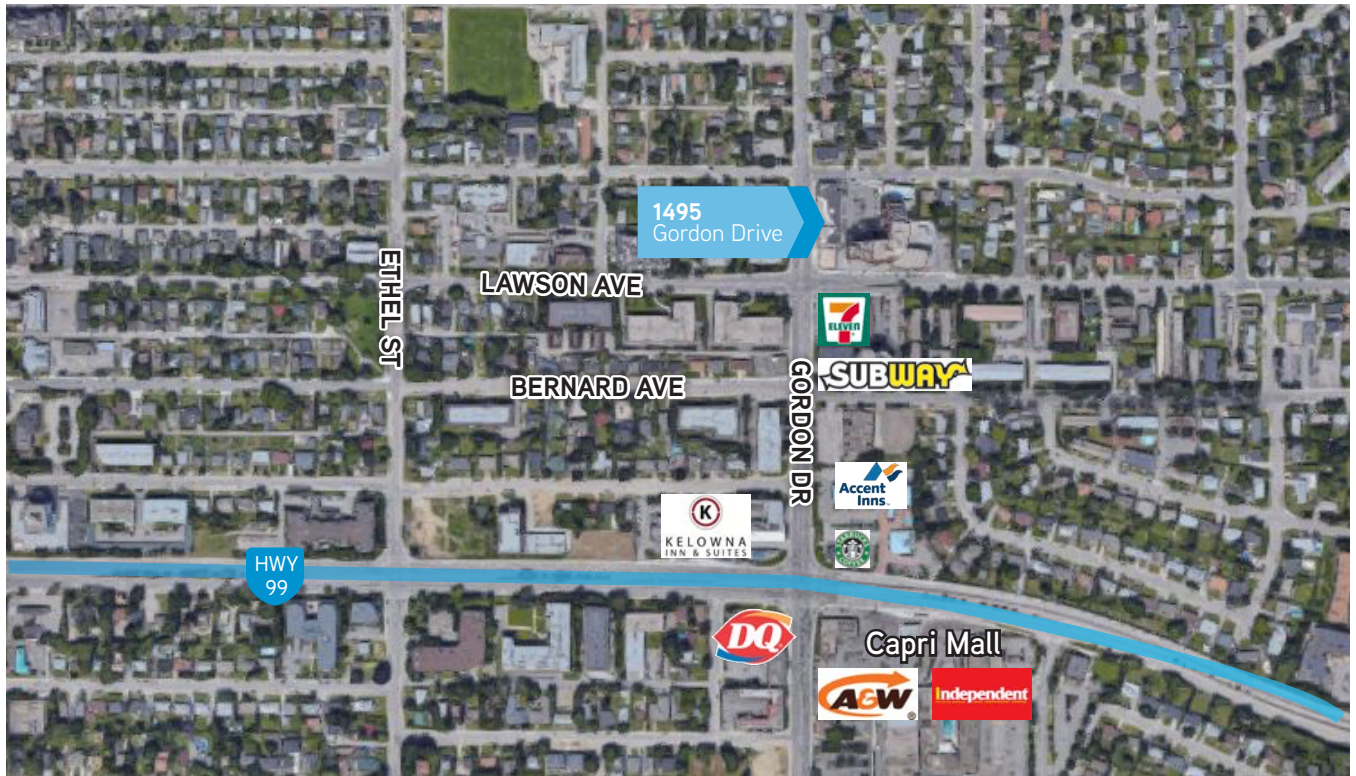 1495
Gordon Drive
ETHEL ST
LAWSON AVE
7
ELEVEN
SUBWAY
BERNARD AVE
GORDON DR
Accent
Inns
K
KELOWNA
INN & SUITES
HWY
99
DQ
Capri Mall
A&W
Independent